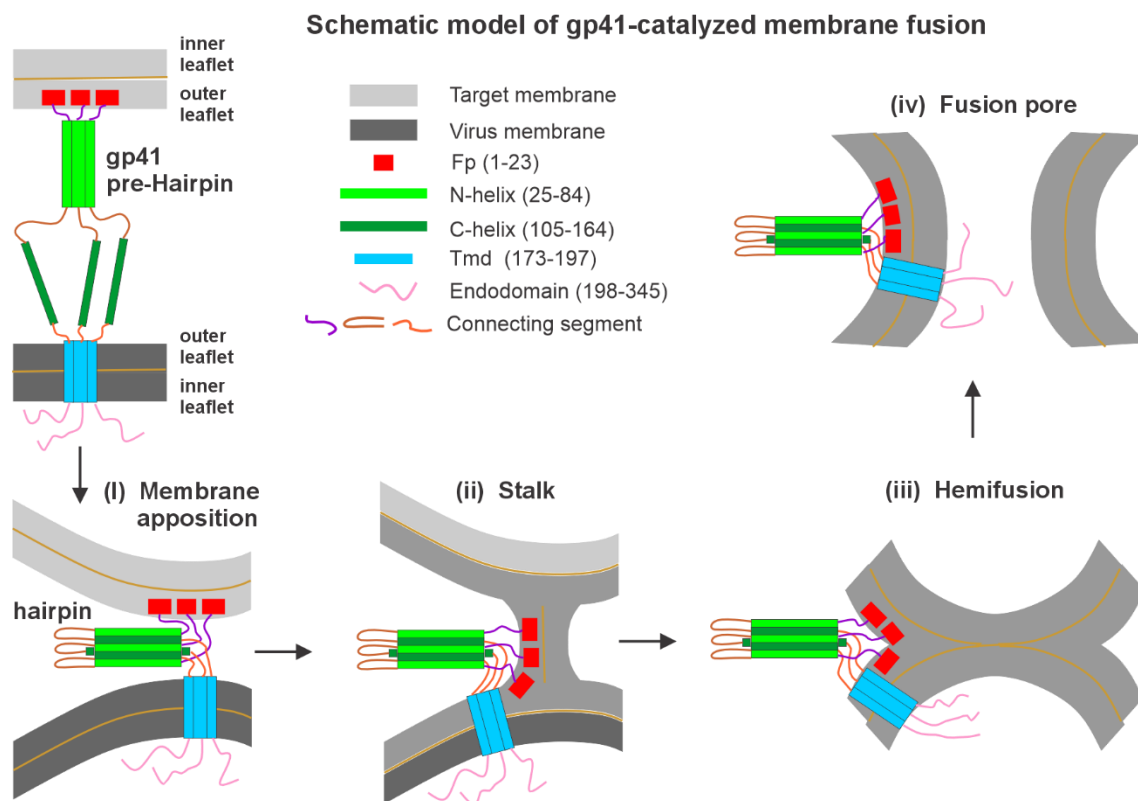 Schematic model of gp41-catalyzed membrane fusion
inner
leaflet
outer
leaflet
gp41
pre-Hairpin
outer
leaflet
inner
leaflet
Target membrane
Virus membrane
Fp (1-23)
N-helix (25-84)
C-helix (105-164)
Tmd (173-197)
Endodomain (198-345)
Connecting segment
(iv) Fusion pore
(I) Membrane
apposition
hairpin
(ii) Stalk
(iii) Hemifusion